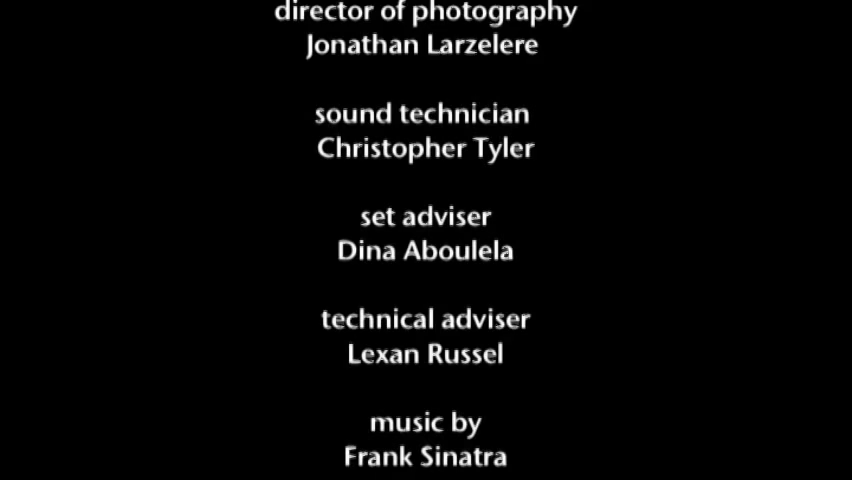 director of photography
Jonathan Larzelere
sound technician
Christopher Tyler
set adviser
Dina Aboulela
technical adviser
Lexan Russel
music by
Frank Sinatra